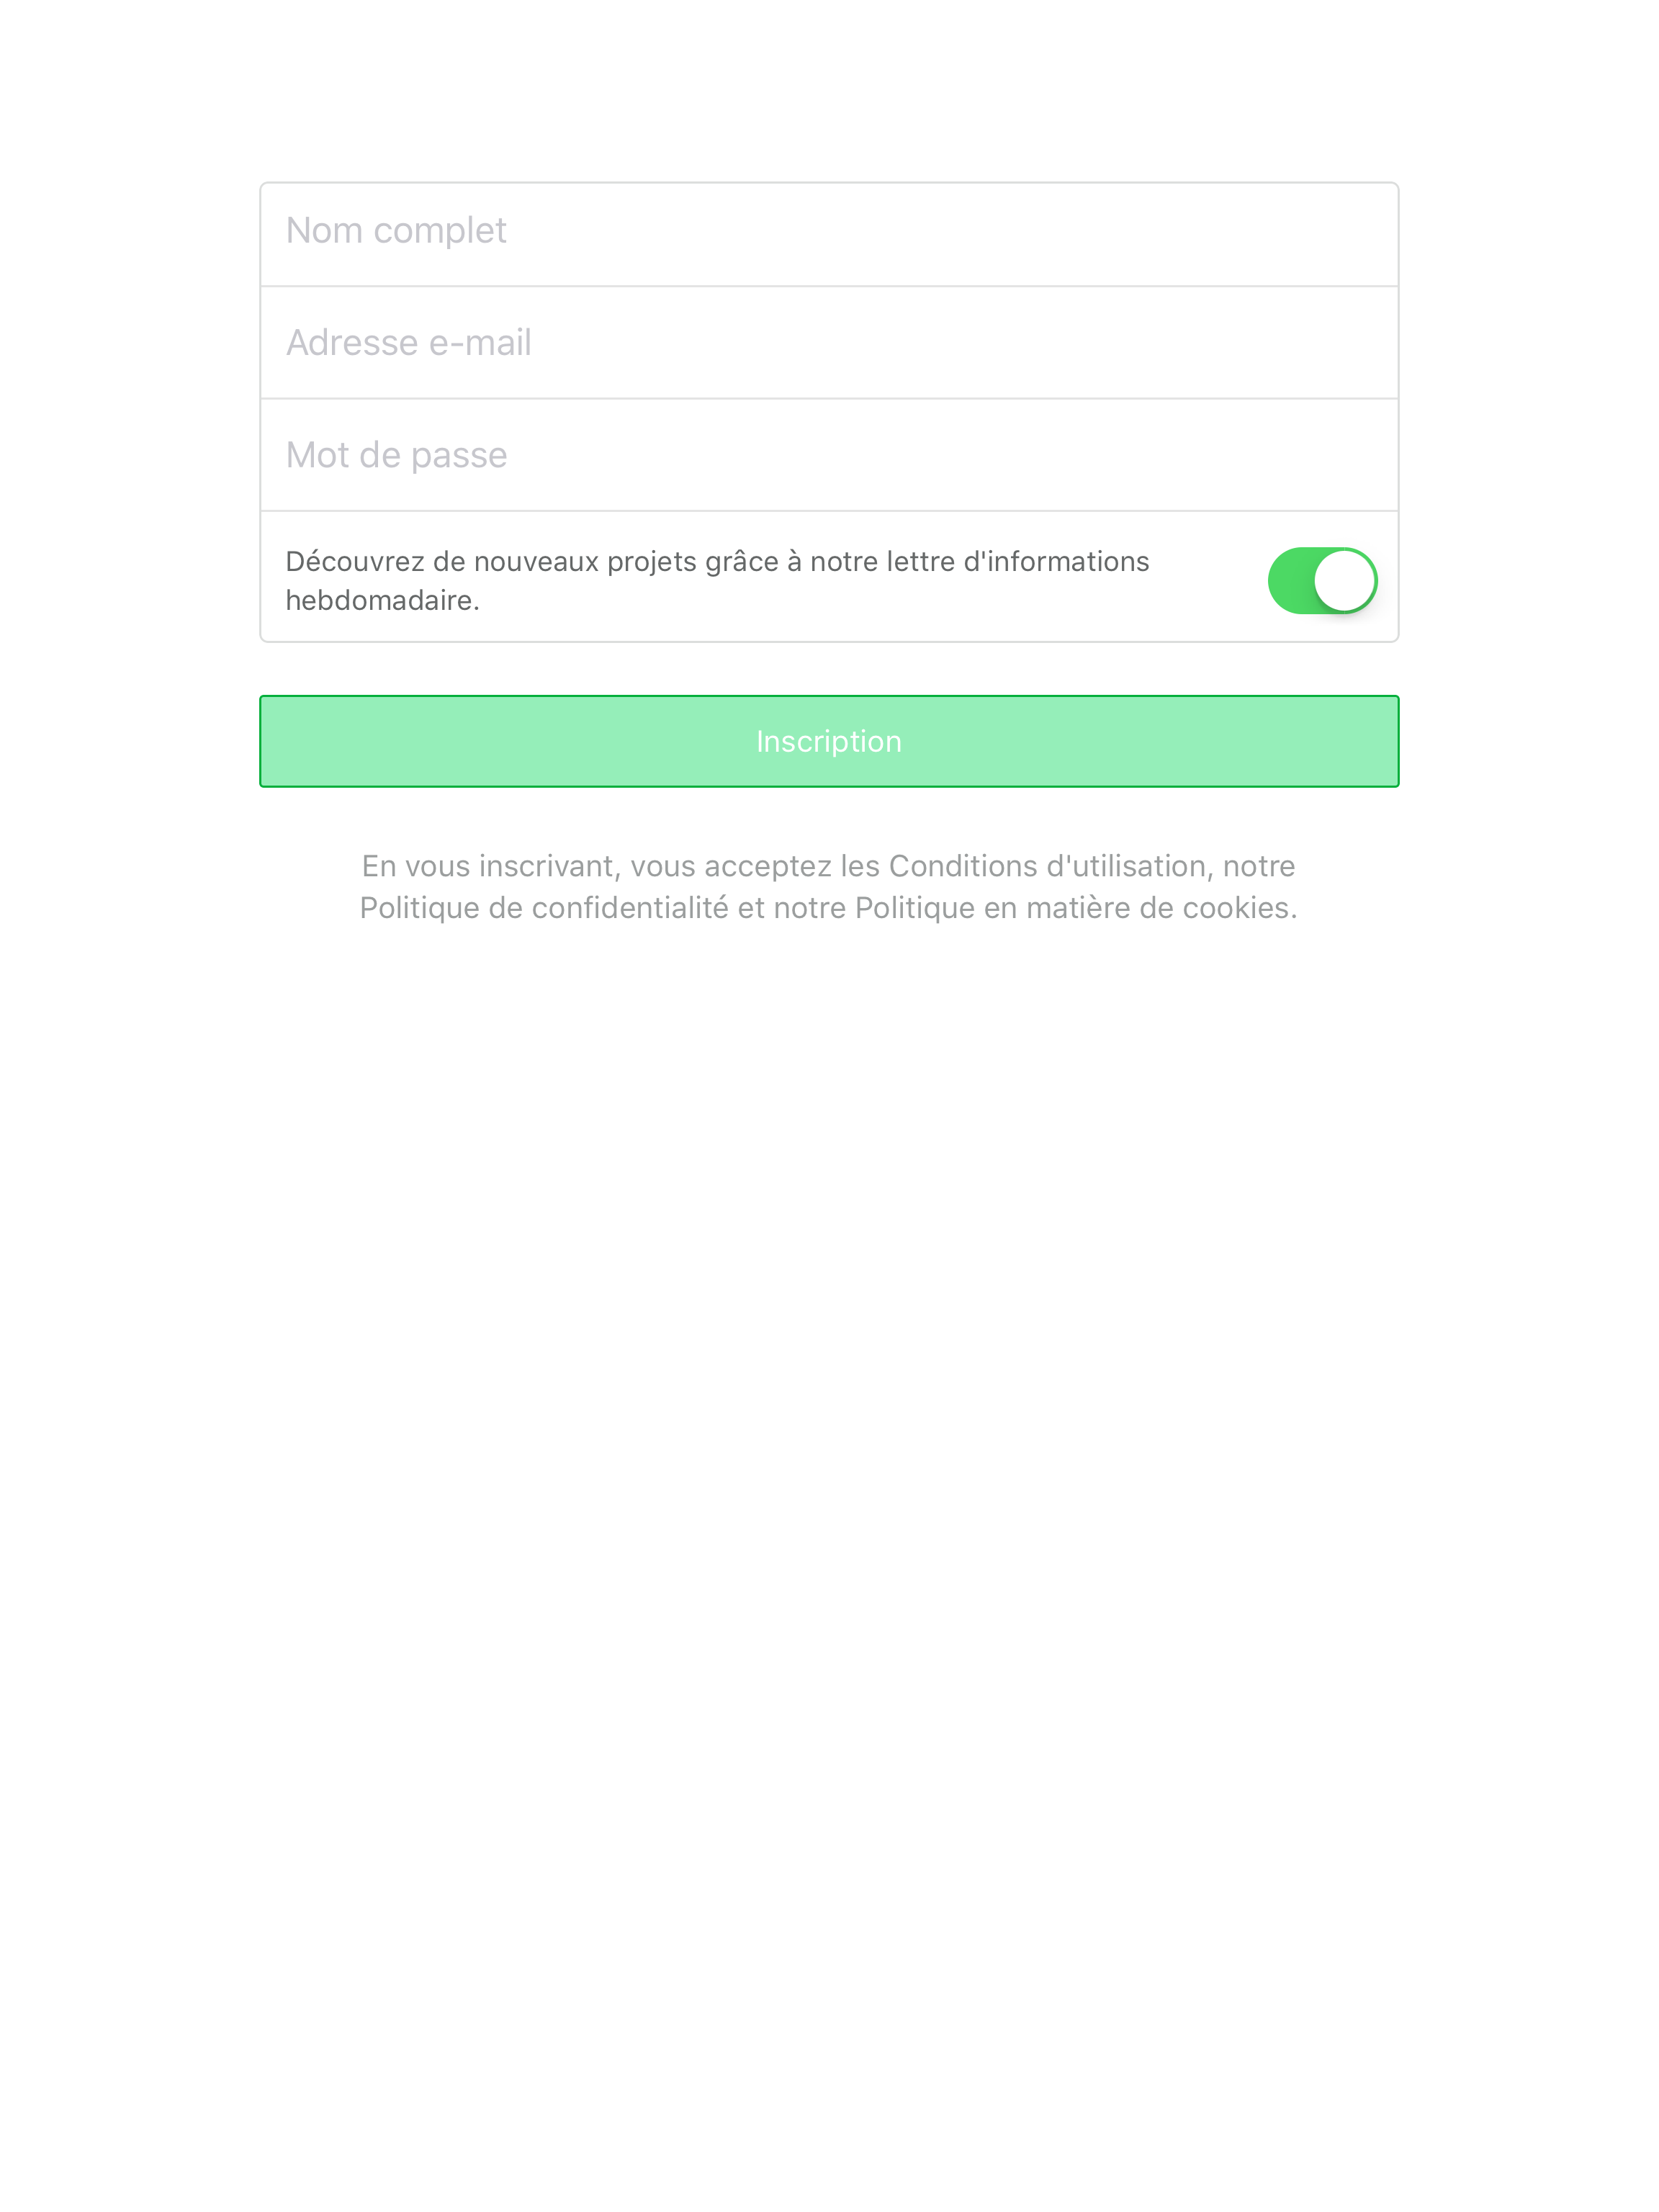 Nom complet
Adresse e-mail
Mot de passe
Découvrez de nouveaux projets grâce à notre lettre d'informations
hebdomadaire.
Inscription
En vous inscrivant, vous acceptez les Conditions d'utilisation, notre
Politique de confidentialité et notre Politique en matière de cookies.